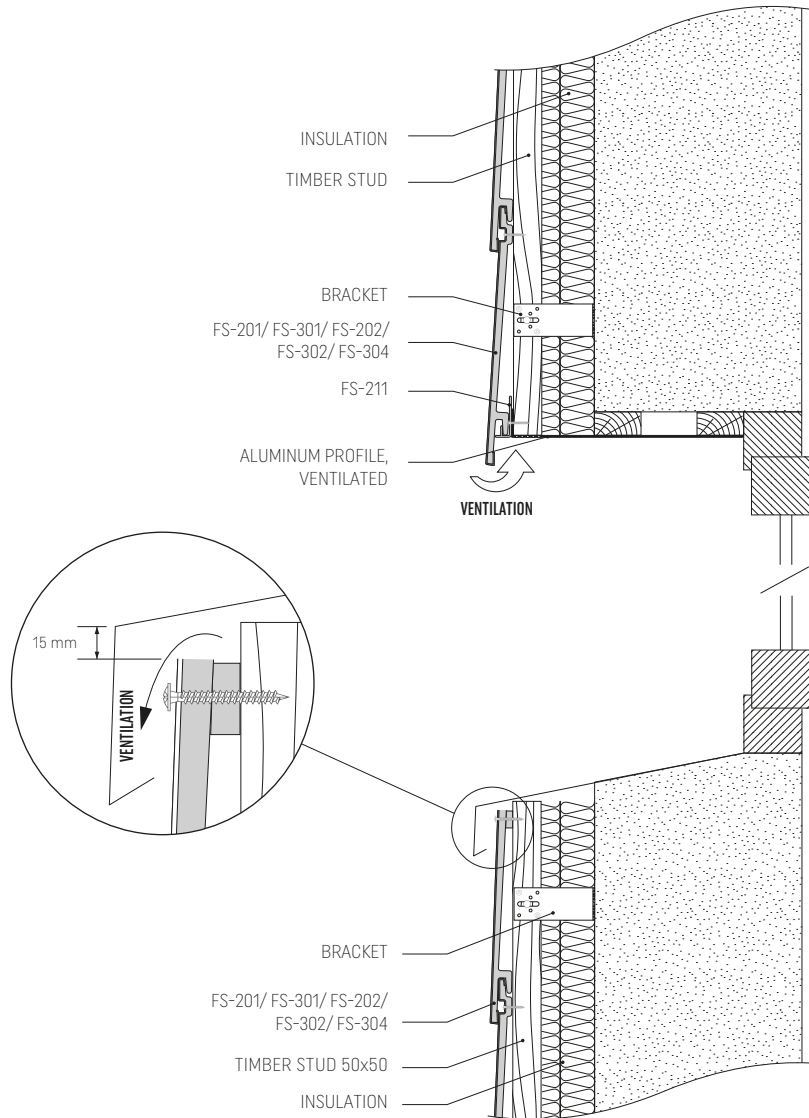 INSULATION
TIMBER STUD
BRACKET
FS-201/ FS-301/ FS-202/
FS-302/ FS-304
FS-211
ALUMINUM PROFILE,
VENTILATED
VENTILATION
15 mm
VENTILATION
BRACKET
FS-201/ FS-301/ FS-202/
FS-302/ FS-304
TIMBER STUD 50x50
INSULATION